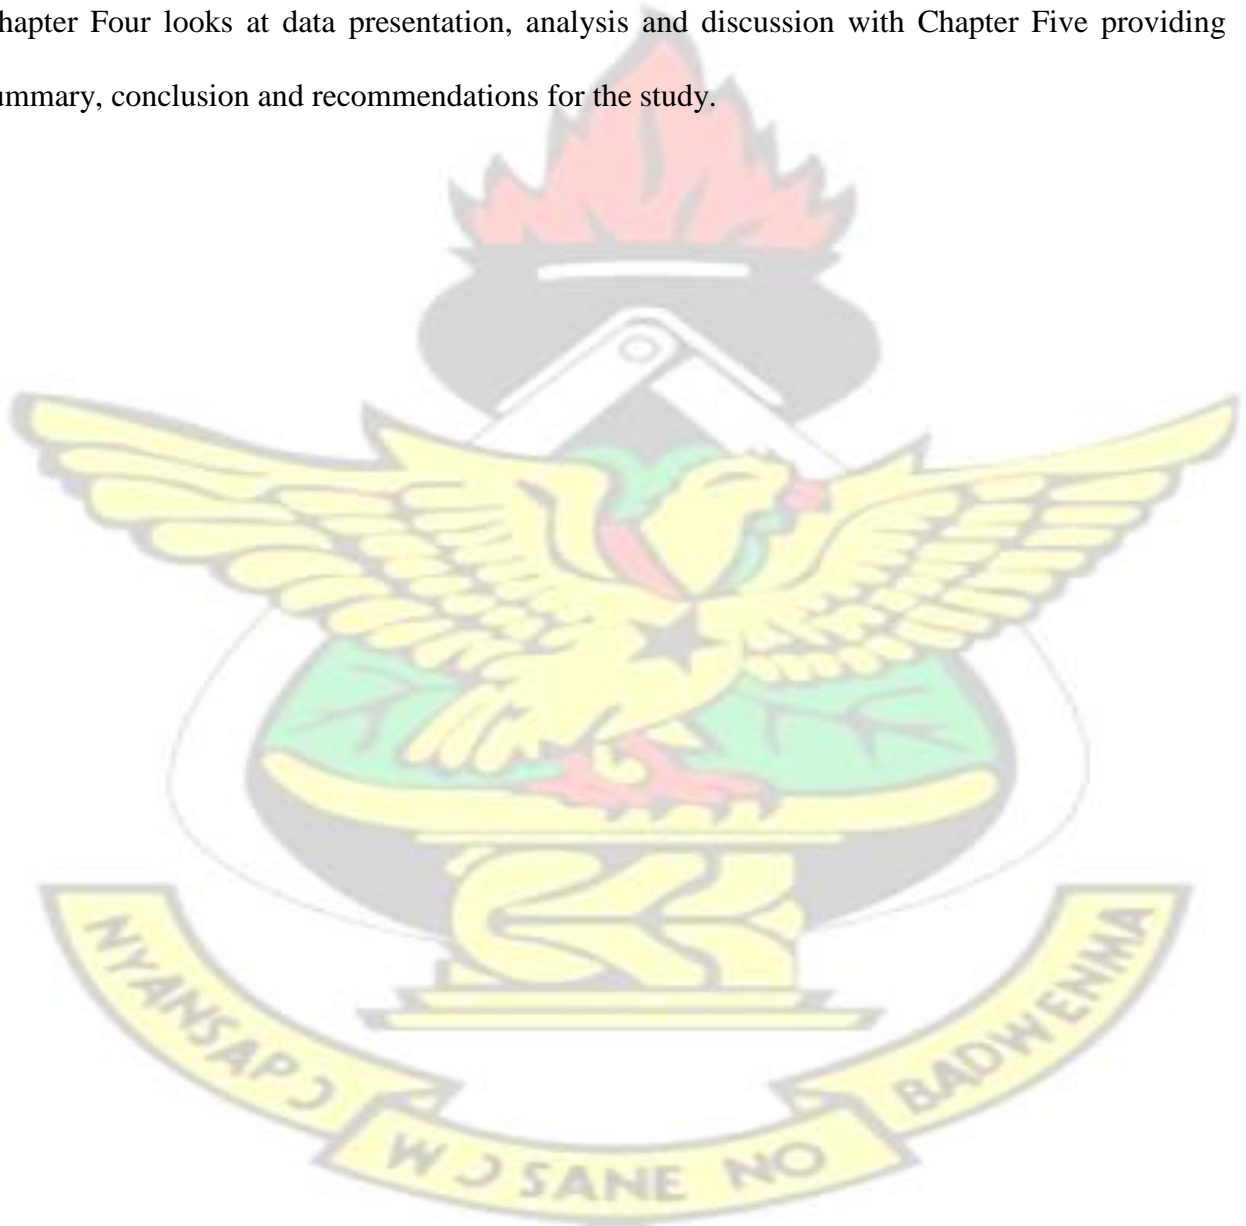 hapter Four looks at data presentation, analysis and discussion with Chapter Five providing
ummary, conclusion and recommendations for the study.
NYANSAPƆ
WƆSANE NO
BADWENMA